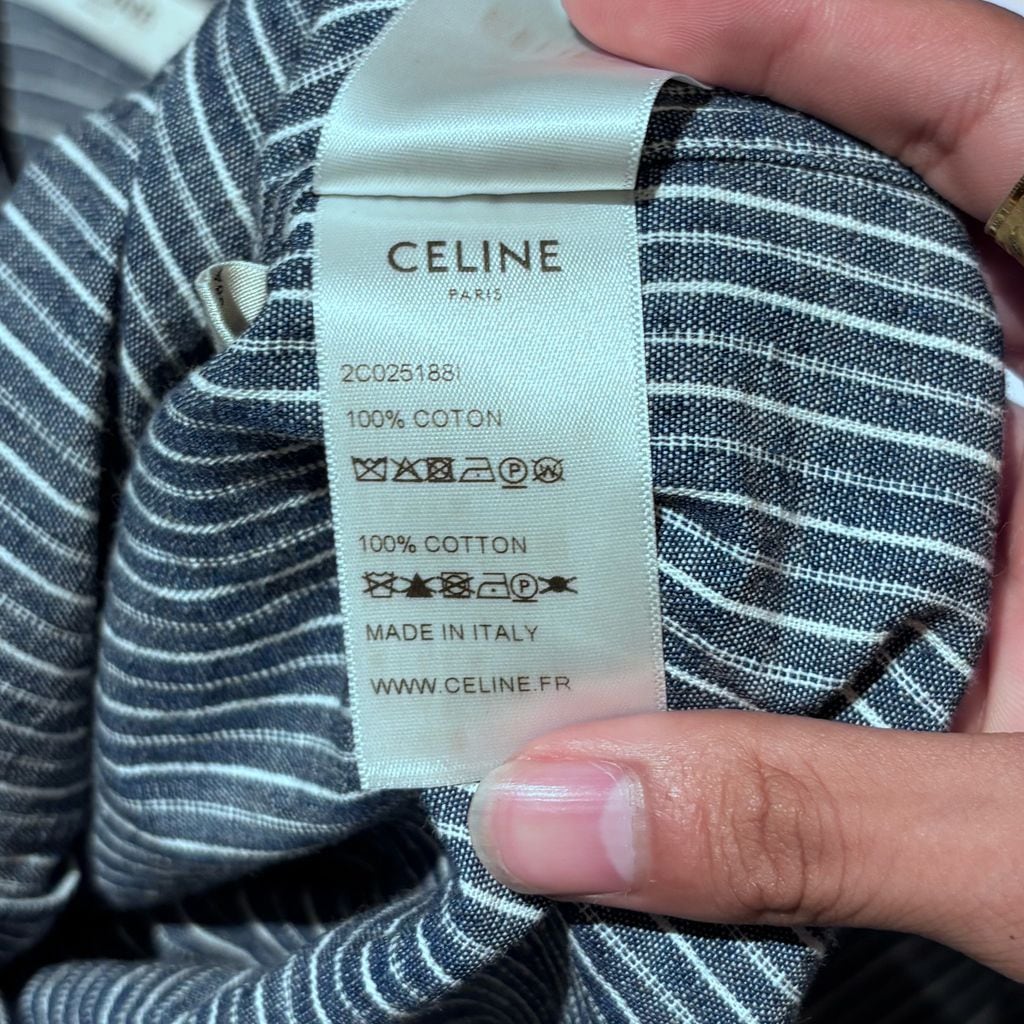 CELINE
PARIS
2C025188I
100% COTON
100% COTTON
MADE IN ITALY
WWW.CELINE.FR